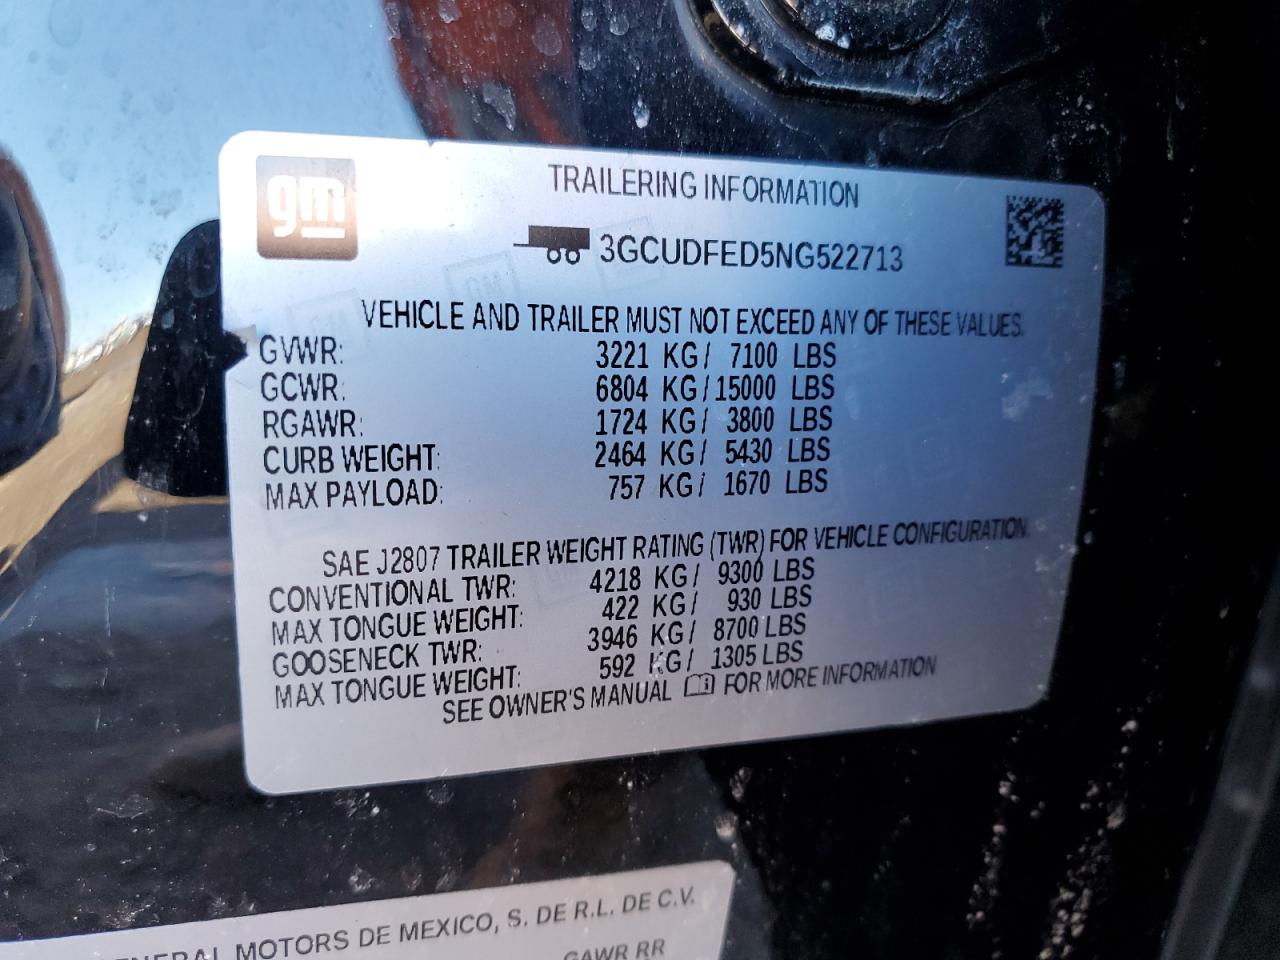 gm
TRAILERING INFORMATION
3GCUDFED5NG522713
VEHICLE AND TRAILER MUST NOT EXCEED ANY OF THESE VALUES.
GVWR: 3221 KG/ 7100 LBS
GCWR: 6804 KG/15000 LBS
RGAWR: 1724 KG/ 3800 LBS
CURB WEIGHT: 2464 KG/ 5430 LBS
MAX PAYLOAD: 757 KG/ 1670 LBS
SAE J2807 TRAILER WEIGHT RATING (TWR) FOR VEHICLE CONFIGURATION.
CONVENTIONAL TWR: 4218 KG/ 9300 LBS
MAX TONGUE WEIGHT: 422 KG/ 930 LBS
GOOSENECK TWR: 3946 KG/ 8700 LBS
MAX TONGUE WEIGHT: 592 KG/ 1305 LBS
SEE OWNER'S MANUAL FOR MORE INFORMATION
MOTORS DE MEXICO, S. DE R.L. DE C.V.
GAWR RR